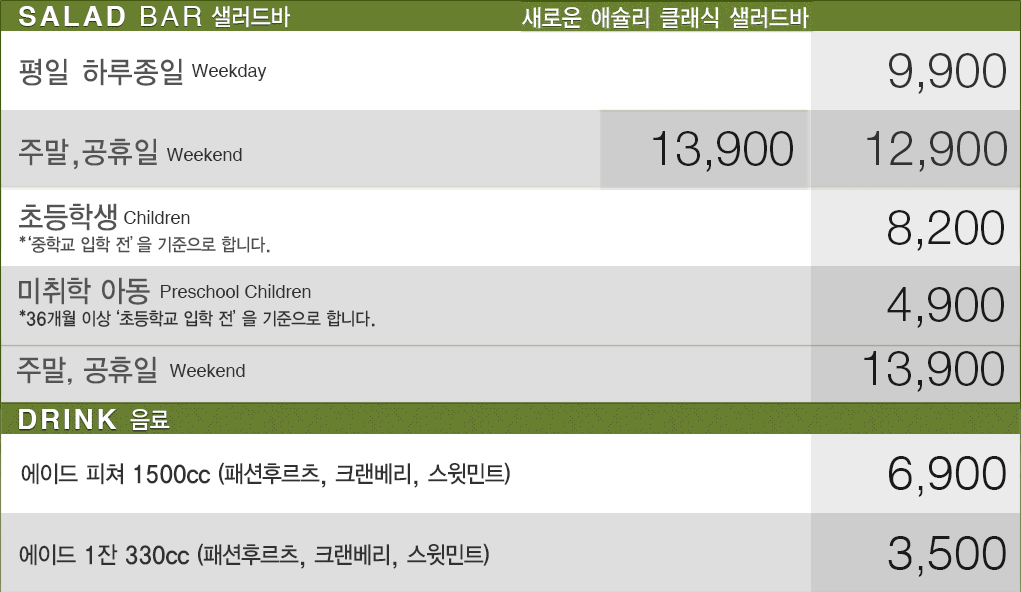 SALAD BAR 샐러드바 새로운 애슐리 클래식 샐러드바
평일 하루종일 Weekday 9,900
주말,공휴일 Weekend 13,900 12,900
초등학생 Children 8,200
*‘중학교 입학 전’ 을 기준으로 합니다.
미취학 아동 Preschool Children 4,900
*36개월 이상 ‘초등학교 입학 전’ 을 기준으로 합니다.
주말, 공휴일 Weekend 13,900
DRINK 음료
에이드 피쳐 1500cc (패션후르츠, 크랜베리, 스윗민트) 6,900
에이드 1잔 330cc (패션후르츠, 크랜베리, 스윗민트) 3,500